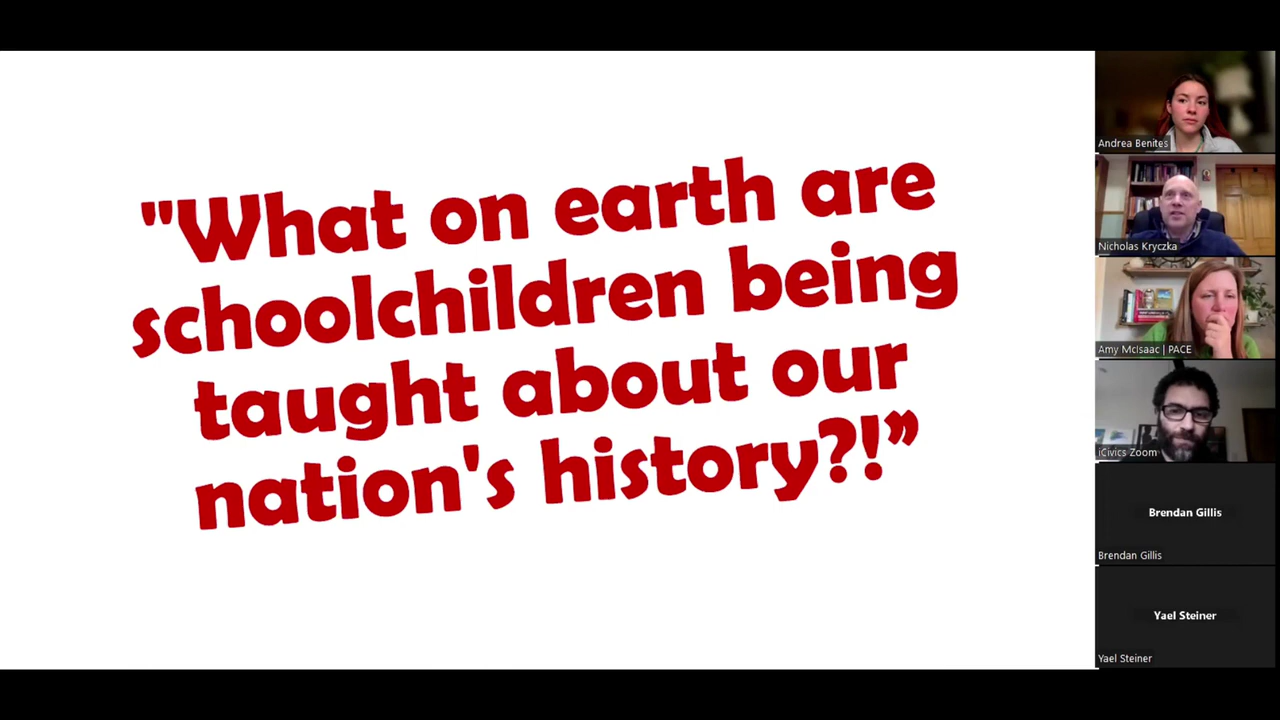 "What on earth are
schoolchildren being
taught about our
nation's history?!”
Andrea Benites
Nicholas Kryczka
Amy McIsaac | PACE
iCivics Zoom
Brendan Gillis
Brendan Gillis
Yael Steiner
Yael Steiner